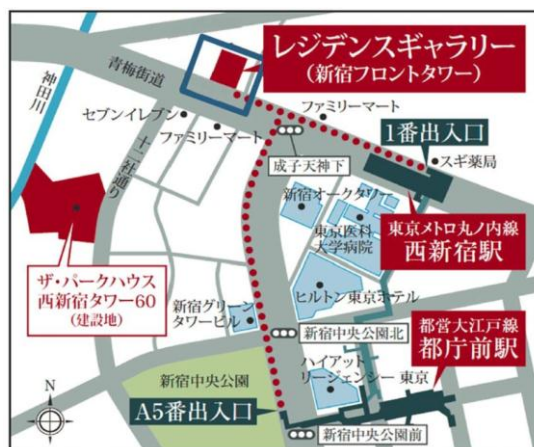 レジデンスギャラリー
(新宿フロントタワー)
青梅街道
神田川
セブンイレブン
ファミリーマート
ファミリーマート
1番出入口
スギ薬局
成子天神下
十二社通り
新宿オークタワー
東京医科
大学病院
東京メトロ丸ノ内線
西新宿駅
ザ・パークハウス
西新宿タワー60
(建設地)
ヒルトン東京ホテル
新宿グリーン
タワービル
新宿中央公園北
都営大江戸線
都庁前駅
ハイアット
リージェンシー 東京
新宿中央公園
A5番出入口
新宿中央公園前
N